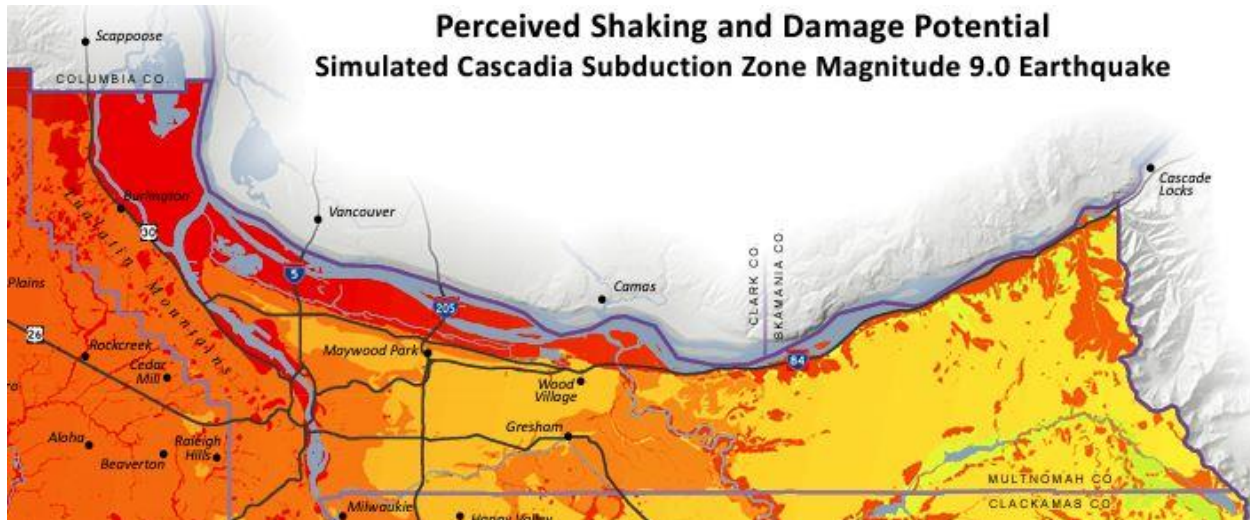 Perceived Shaking and Damage Potential
Simulated Cascadia Subduction Zone Magnitude 9.0 Earthquake
Scappoose
COLUMBIA CO.
Burlington
30
Tualatin Mountains
Vancouver
5
Camas
205
CLARK CO.
SKAMANIA CO.
Cascade
Locks
84
Plains
26
Rockcreek
Cedar
Mill
Maywood Park
Wood
Village
Gresham
Aloha
Beaverton
Raleigh
Hills
Milwaukie
Happy Valley
MULTNOMAH CO.
CLACKAMAS CO.